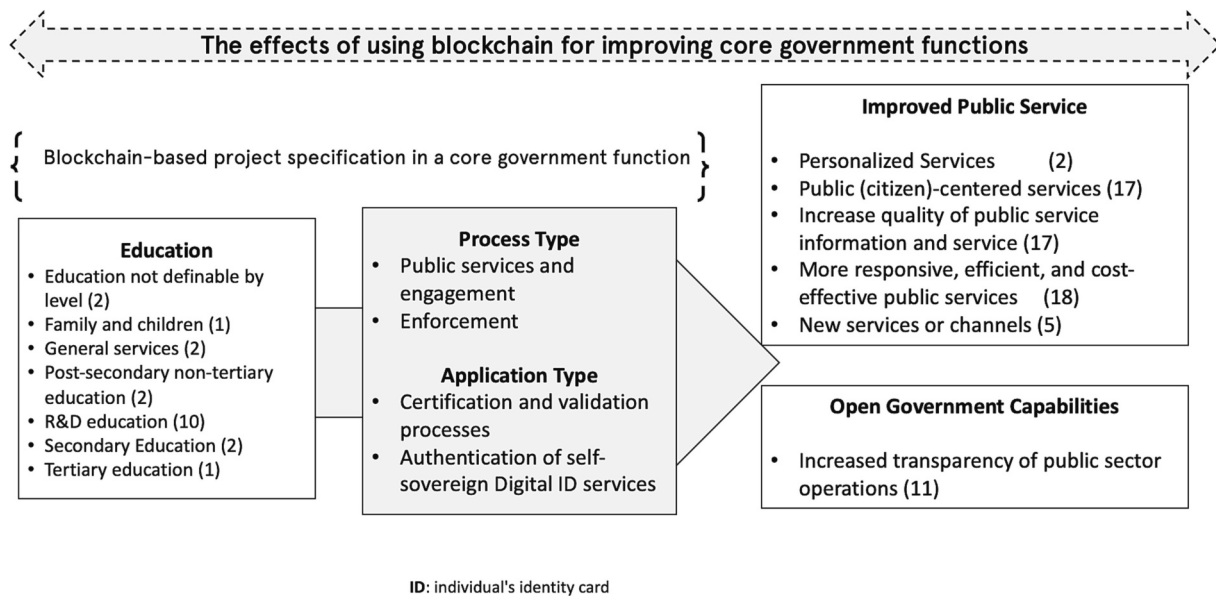 The effects of using blockchain for improving core government functions
Blockchain-based project specification in a core government function
Education
• Education not definable by
level (2)
• Family and children (1)
• General services (2)
• Post-secondary non-tertiary
education (2)
• R&D education (10)
• Secondary Education (2)
• Tertiary education (1)
Process Type
• Public services and
engagement
• Enforcement
Application Type
• Certification and validation
processes
• Authentication of self-
sovereign Digital ID services
Improved Public Service
• Personalized Services (2)
• Public (citizen)-centered services (17)
• Increase quality of public service
information and service (17)
• More responsive, efficient, and cost-
effective public services (18)
• New services or channels (5)
Open Government Capabilities
• Increased transparency of public sector
operations (11)
ID: individual's identity card